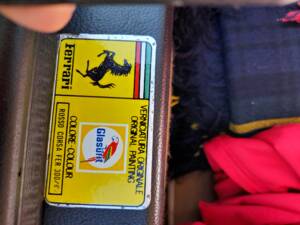 Ferrari
VERNICIATURA ORIGINALE
ORIGINAL PAINTING
Glasurit
COLORE-COLOUR
ROSSO CORSA FER 300/6